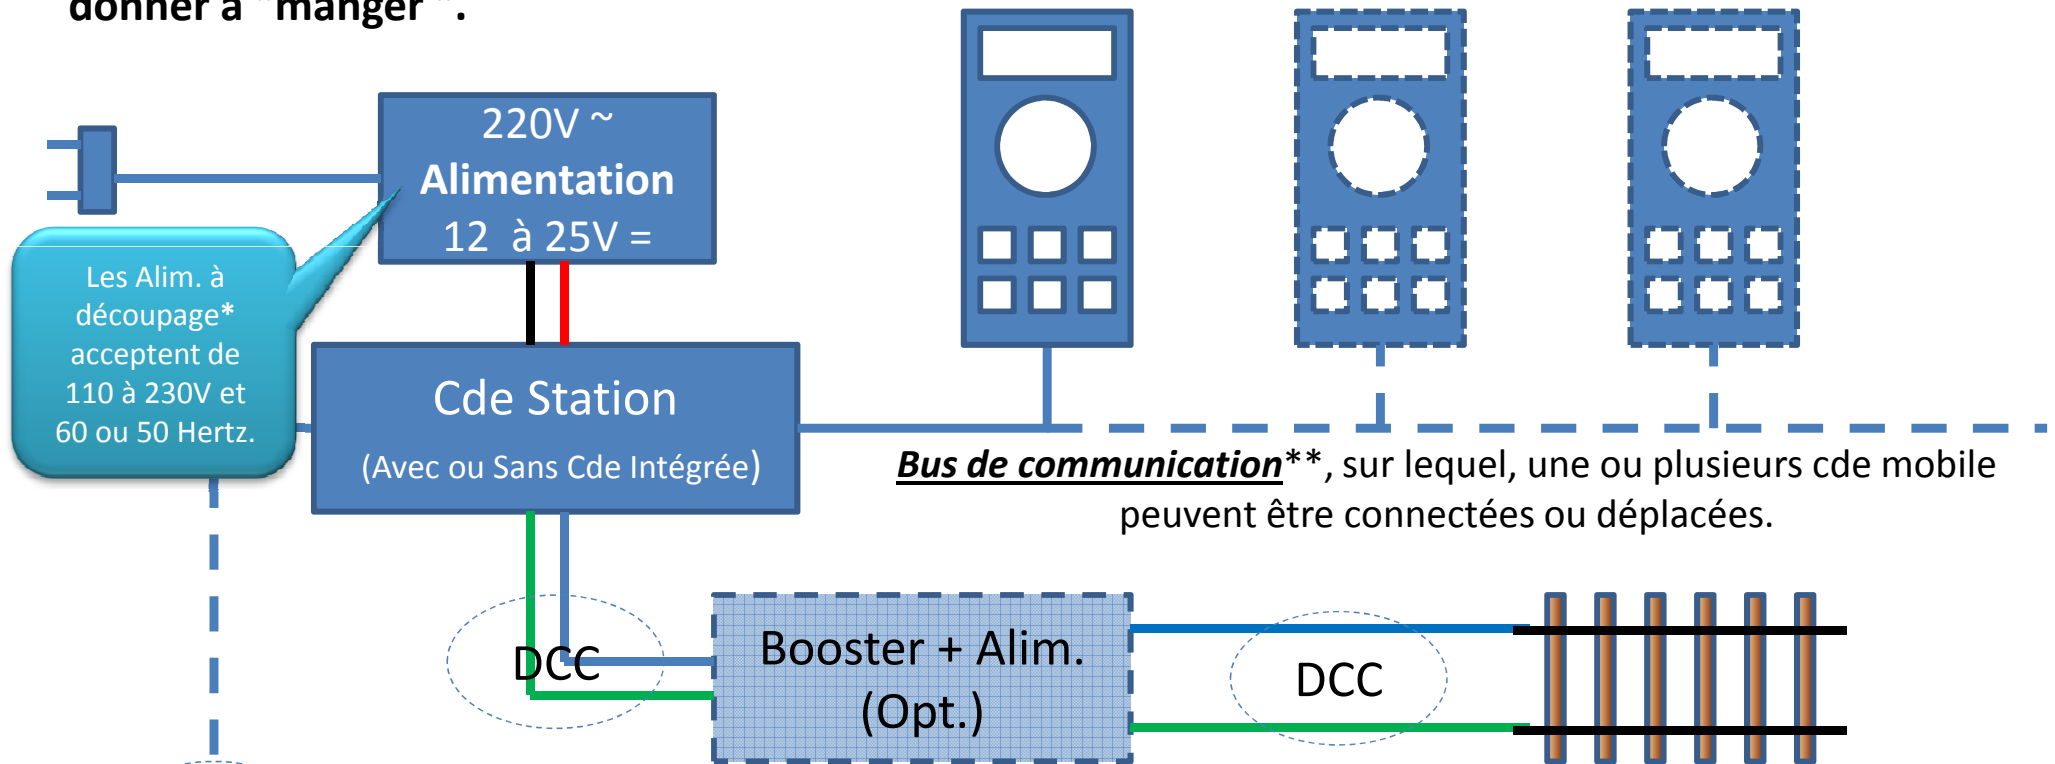 donner à "manger ".
220V ~
Alimentation
12 à 25V =
Les Alim. à
découpage*
acceptent de
110 à 230V et
60 ou 50 Hertz.
Cde Station
(Avec ou Sans Cde Intégrée)
Bus de communication**, sur lequel, une ou plusieurs cde mobile
peuvent être connectées ou déplacées.
DCC
Booster + Alim.
(Opt.)
DCC